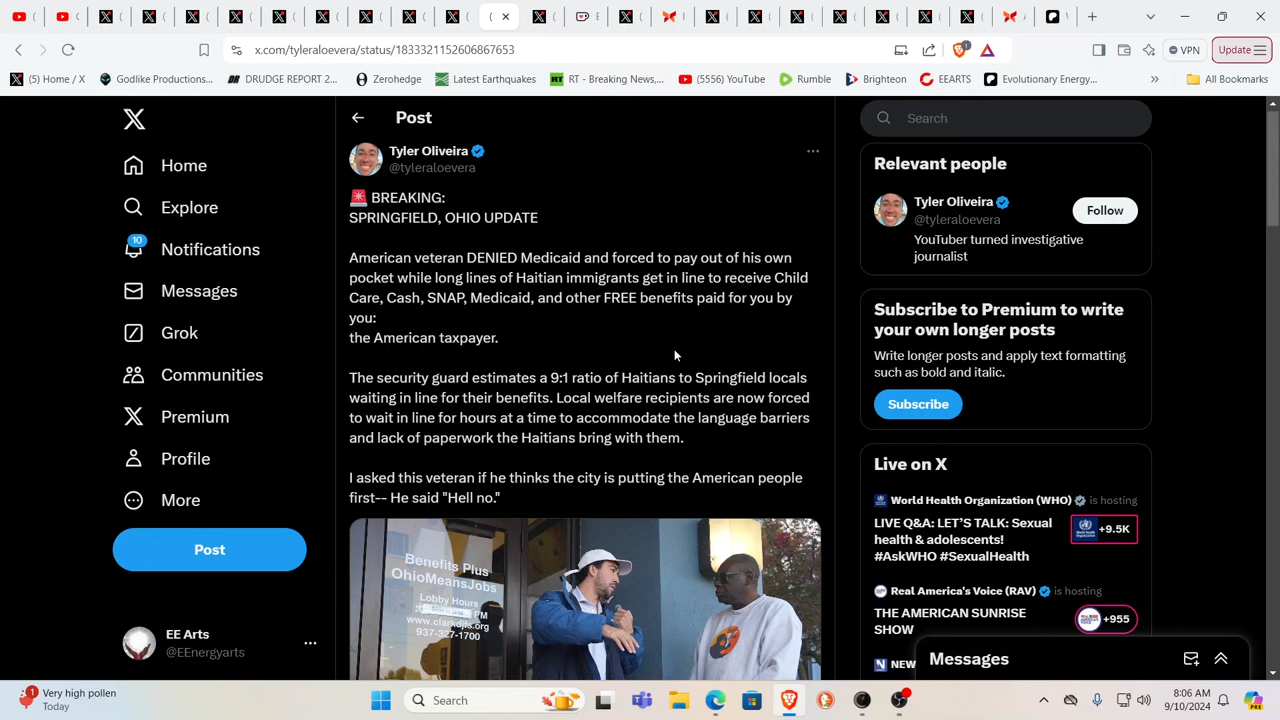 x.com/tyleraloevera/status/1833321152606867653
VPN
Update
(5) Home / X
Godlike Productions...
DRUDGE REPORT 2...
Zerohedge
Latest Earthquakes
RT - Breaking News,...
(5556) YouTube
Rumble
Brighteon
EEARTS
Evolutionary Energy...
All Bookmarks
Home
Explore
10
Notifications
Messages
Grok
Communities
Premium
Profile
More
Post
EE Arts
@EEnergyarts
Post
Tyler Oliveira
@tyleraloevera
🚨 BREAKING:
SPRINGFIELD, OHIO UPDATE
American veteran DENIED Medicaid and forced to pay out of his own
pocket while long lines of Haitian immigrants get in line to receive Child
Care, Cash, SNAP, Medicaid, and other FREE benefits paid for you by
you:
the American taxpayer.
The security guard estimates a 9:1 ratio of Haitians to Springfield locals
waiting in line for their benefits. Local welfare recipients are now forced
to wait in line for hours at a time to accommodate the language barriers
and lack of paperwork the Haitians bring with them.
I asked this veteran if he thinks the city is putting the American people
first-- He said "Hell no."
Benefits Plus
OhioMeansJobs
Lobby Hours
PM
www.clarkdjfs.org
937-327-1700
Search
Relevant people
Tyler Oliveira
@tyleraloevera
Follow
YouTuber turned investigative
journalist
Subscribe to Premium to write
your own longer posts
Write longer posts and apply text formatting
such as bold and italic.
Subscribe
Live on X
World Health Organization (WHO) is hosting
LIVE Q&A: LET'S TALK: Sexual
health & adolescents!
#AskWHO #SexualHealth
+9.5K
Real America's Voice (RAV) is hosting
THE AMERICAN SUNRISE
SHOW
+955
NEW
Messages
1
Very high pollen
Today
Search
8:06 AM
9/10/2024